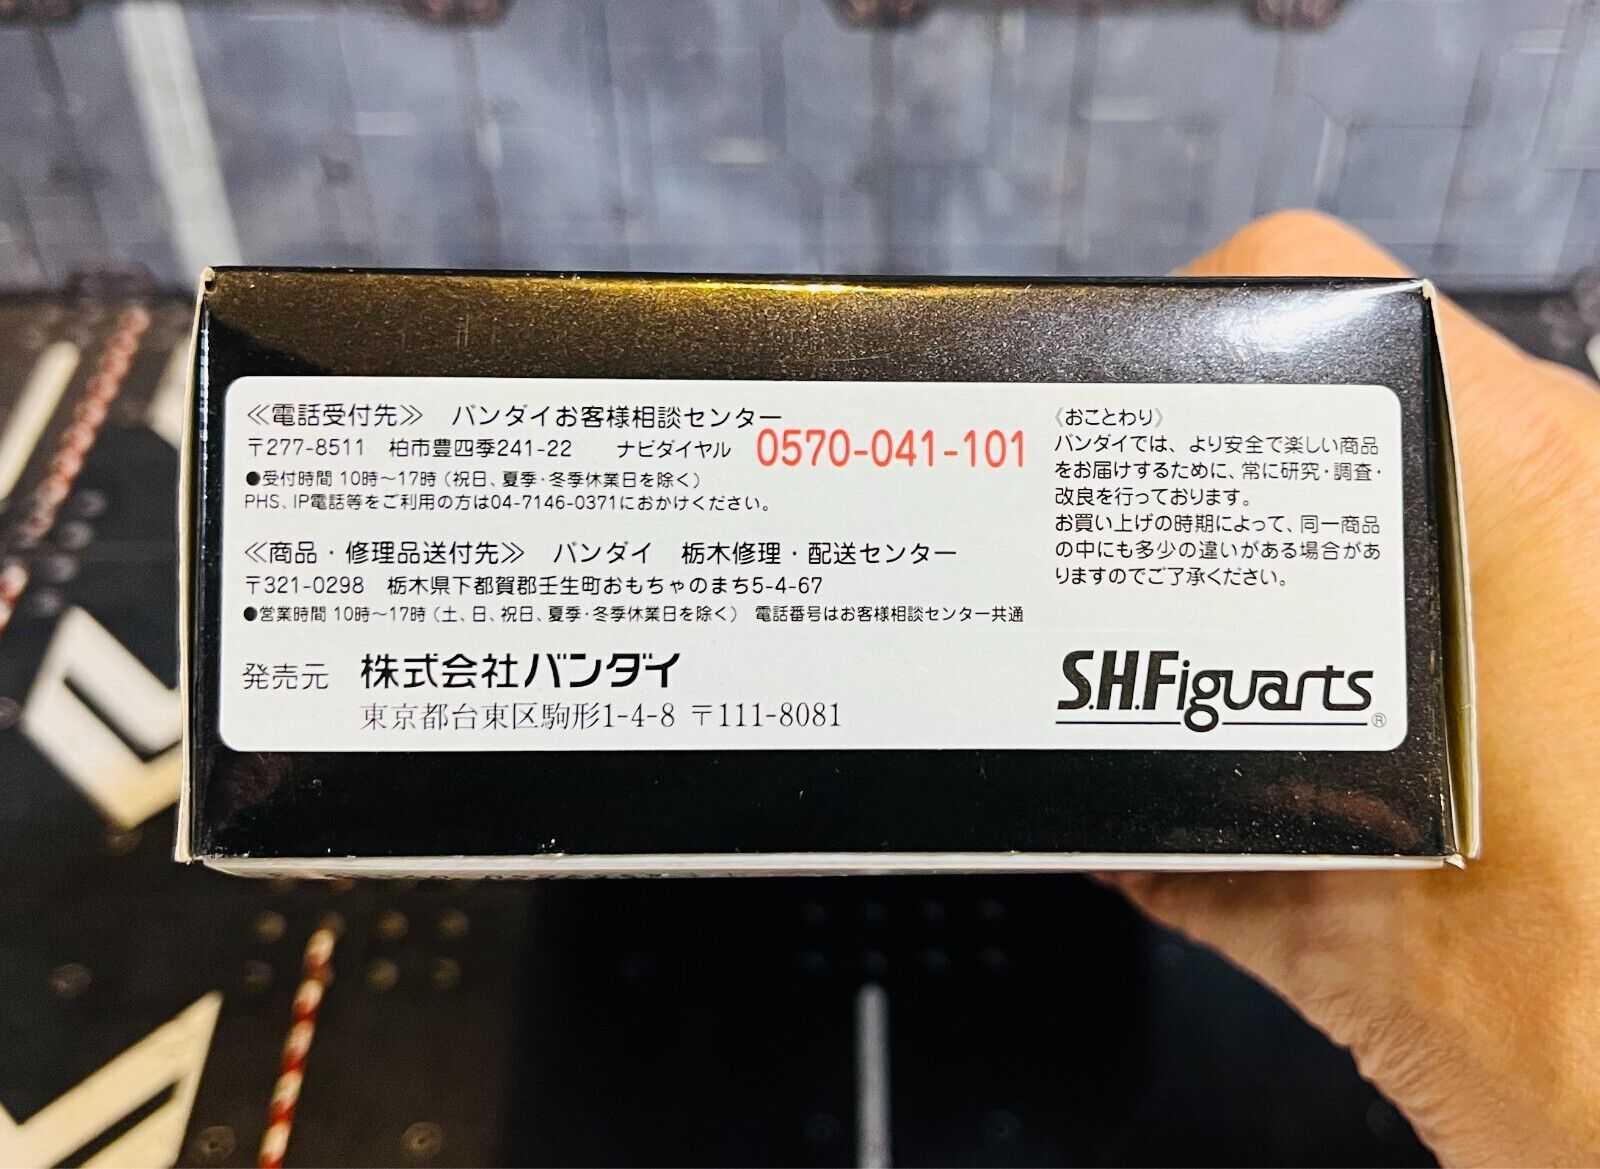 ≪電話受付先≫　バンダイお客様相談センター
〒277-8511　柏市豊四季241-22　ナビダイヤル　0570-041-101
●受付時間 10時～17時（祝日、夏季・冬季休業日を除く）
PHS、IP電話等をご利用の方は04-7146-0371におかけください。
≪商品・修理品送付先≫　バンダイ　栃木修理・配送センター
〒321-0298　栃木県下都賀郡壬生町おもちゃのまち5-4-67
●営業時間 10時～17時（土、日、祝日、夏季・冬季休業日を除く）　電話番号はお客様相談センター共通
発売元　株式会社バンダイ
東京都台東区駒形1-4-8 〒111-8081
《おことわり》
バンダイでは、より安全で楽しい商品
をお届けするために、常に研究・調査・
改良を行っております。
お買い上げの時期によって、同一商品
の中にも多少の違いがある場合があ
りますのでご了承ください。
S.H.Figuarts®